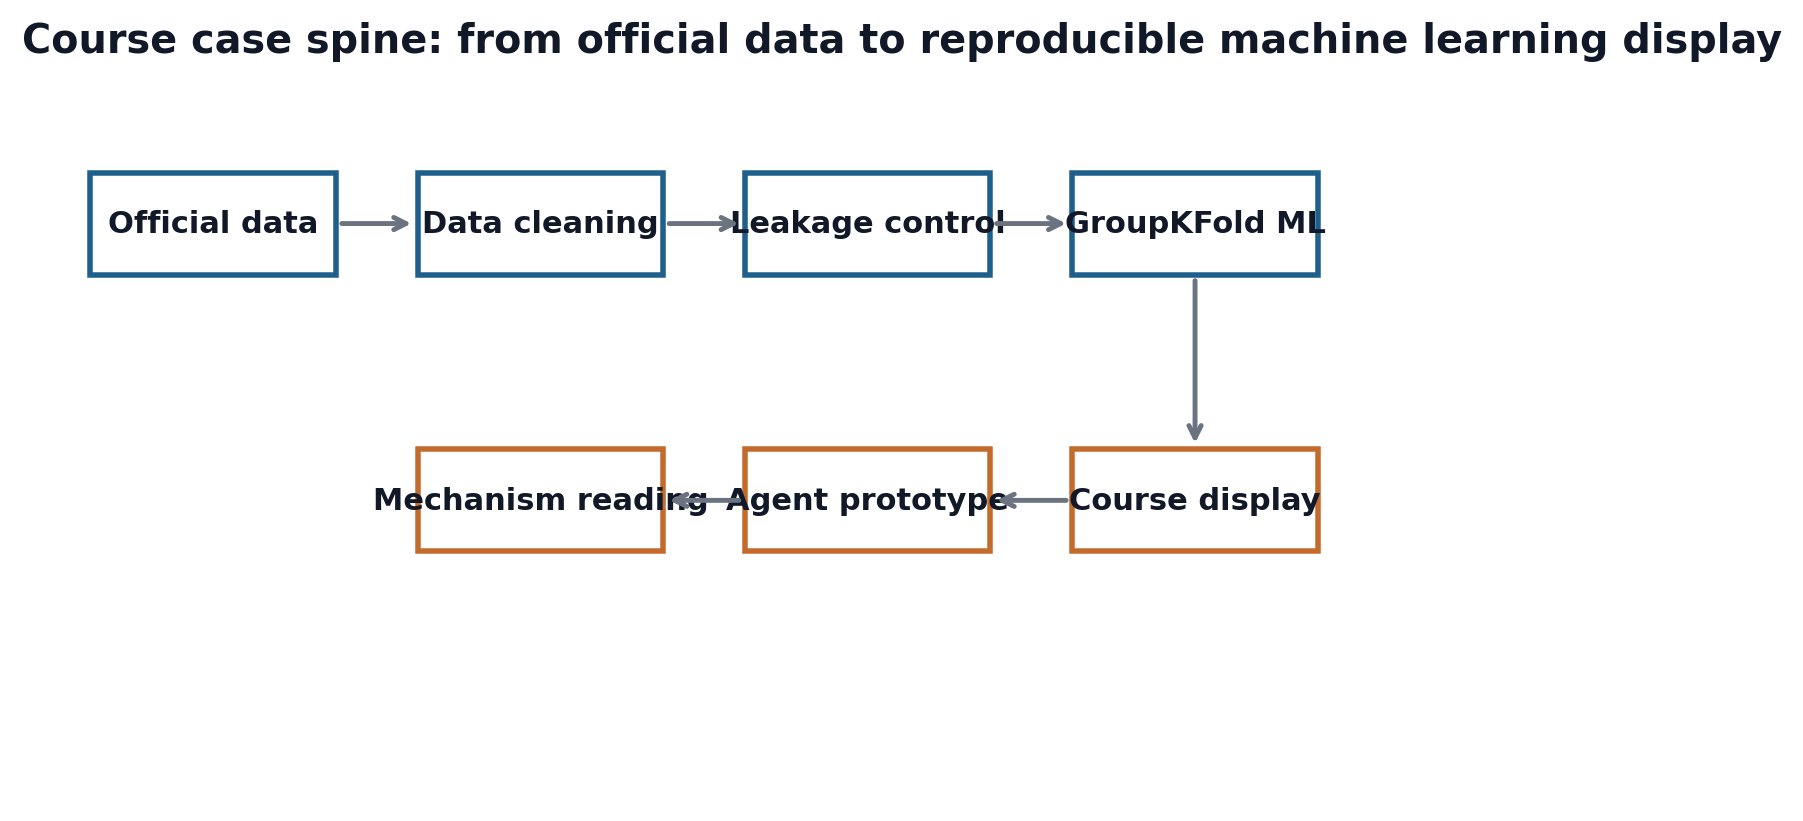 Course case spine: from official data to reproducible machine learning display
Official data
Data cleaning
Leakage control
GroupKFold ML
Mechanism reading
Agent prototype
Course display